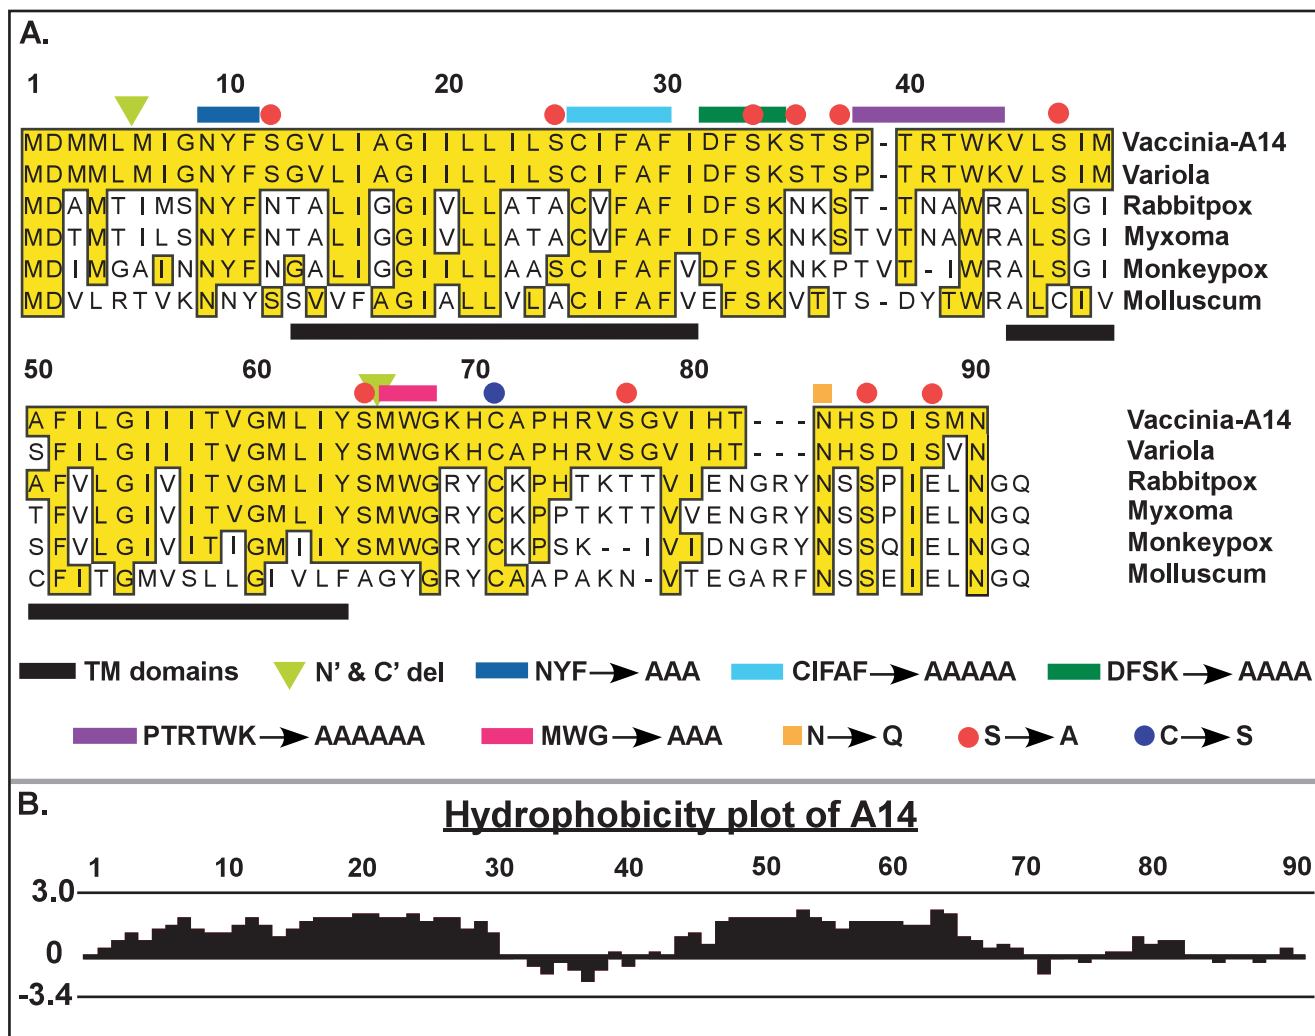 A.
1 10 20 30 40
MDMMLMIGNYFSGVLIAGIILLILSCIFAFIDFSKSTSP-TRTWKVLSIM Vaccinia-A14
MDMMLMIGNYFSGVLIAGIILLILSCIFAFIDFSKSTSP-TRTWKVLSIM Variola
MDAMTIMSNYFNTALIGGIVLLATACVFAFIDFSKNKST-TNAWRALSGI Rabbitpox
MDTMTILSNYFNTALIGGIVLLATACVFAFIDFSKNKSTVTNAWRALSGI Myxoma
MDIMGAINNYFNGALIGGIILLAASCIFAFVDFSKNKPTVT-IWRALSGI Monkeypox
MDVLRTVKNNYSSVVFAGIALLVLACIFAFVEFSKVTTS-DYTWRALCIV Molluscum
50 60 70 80 90
AFILGIIITVGMLIYSMWGKHCAPHRVSGVIHT---NHSDISMN Vaccinia-A14
SFILGIIITVGMLIYSMWGKHCAPHRVSGVIHT---NHSDISVN Variola
AFVLGIVITVGMLIYSMWGRYCKPHTKTTVIENGRYNSSPIELNGQ Rabbitpox
TFVLGIVITVGMLIYSMWGRYCKPPTKTTVVENGRYNSSPIELNGQ Myxoma
SFVLGIVITIGMIIYSMWGRYCKPSK--IVIDNGRYNSSQIELNGQ Monkeypox
CFITGMVSLLGIVLFAGYGRYCAAPAKN-VTEGARFNSSEIELNGQ Molluscum
TM domains N' & C' del NYF→AAA CIFAF→AAAAA DFSK→AAAA
PTRTWK→AAAAAA MWG→AAA N→Q S→A C→S
B.
Hydrophobicity plot of A14
1 10 20 30 40 50 60 70 80 90
3.0
0
-3.4